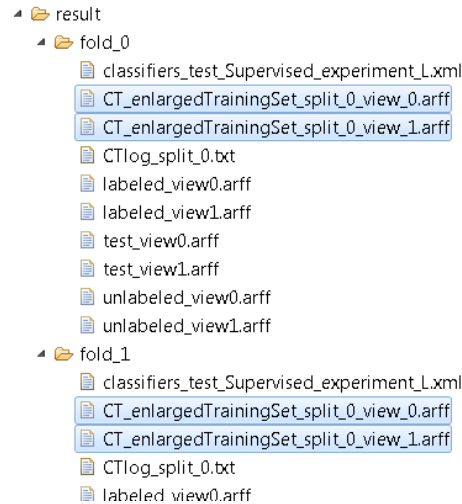 result
fold_0
classifiers_test_Supervised_experiment_L.xml
CT_enlargedTrainingSet_split_0_view_0.arff
CT_enlargedTrainingSet_split_0_view_1.arff
CTlog_split_0.txt
labeled_view0.arff
labeled_view1.arff
test_view0.arff
test_view1.arff
unlabeled_view0.arff
unlabeled_view1.arff
fold_1
classifiers_test_Supervised_experiment_L.xml
CT_enlargedTrainingSet_split_0_view_0.arff
CT_enlargedTrainingSet_split_0_view_1.arff
CTlog_split_0.txt
labeled_view0.arff